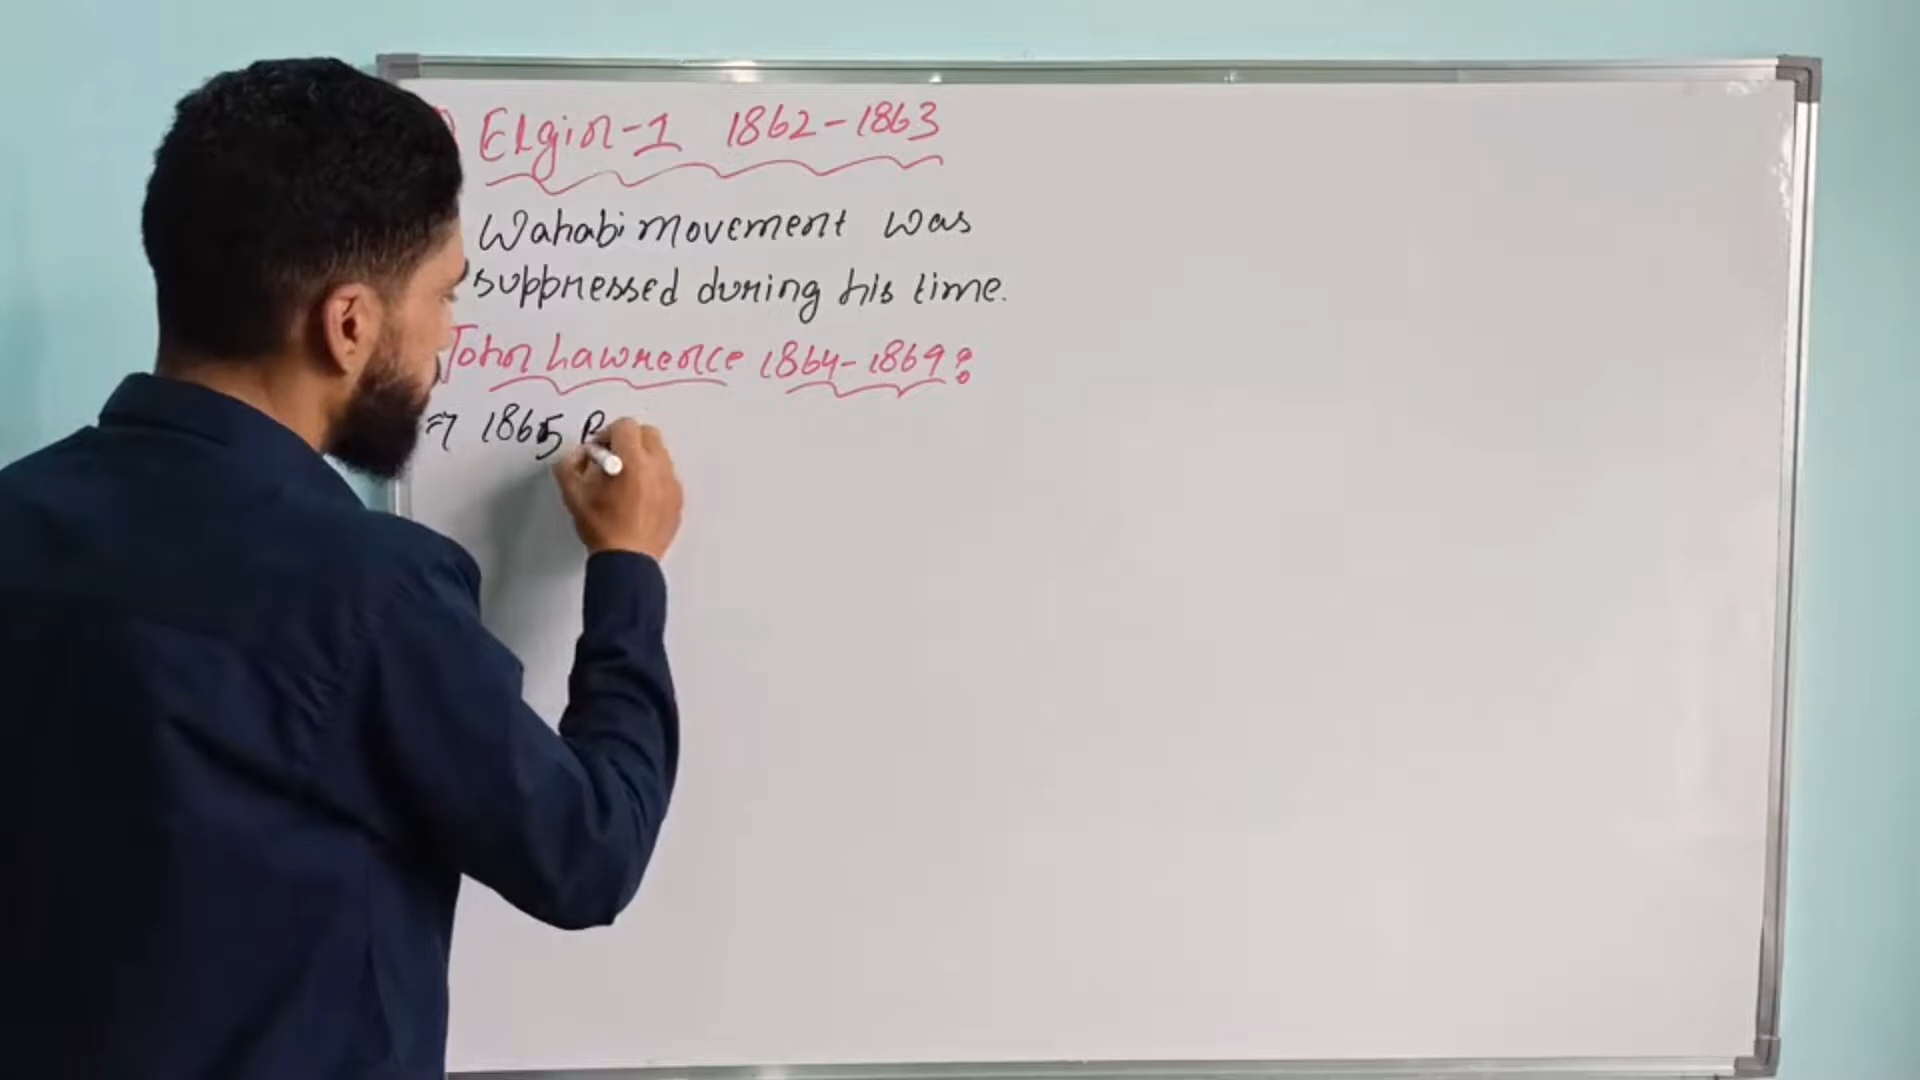 Elgin-1 1862-1863
Wahabi movement was
suppressed during his time.
John Lawrence 1864-1869:
⇒ 1865